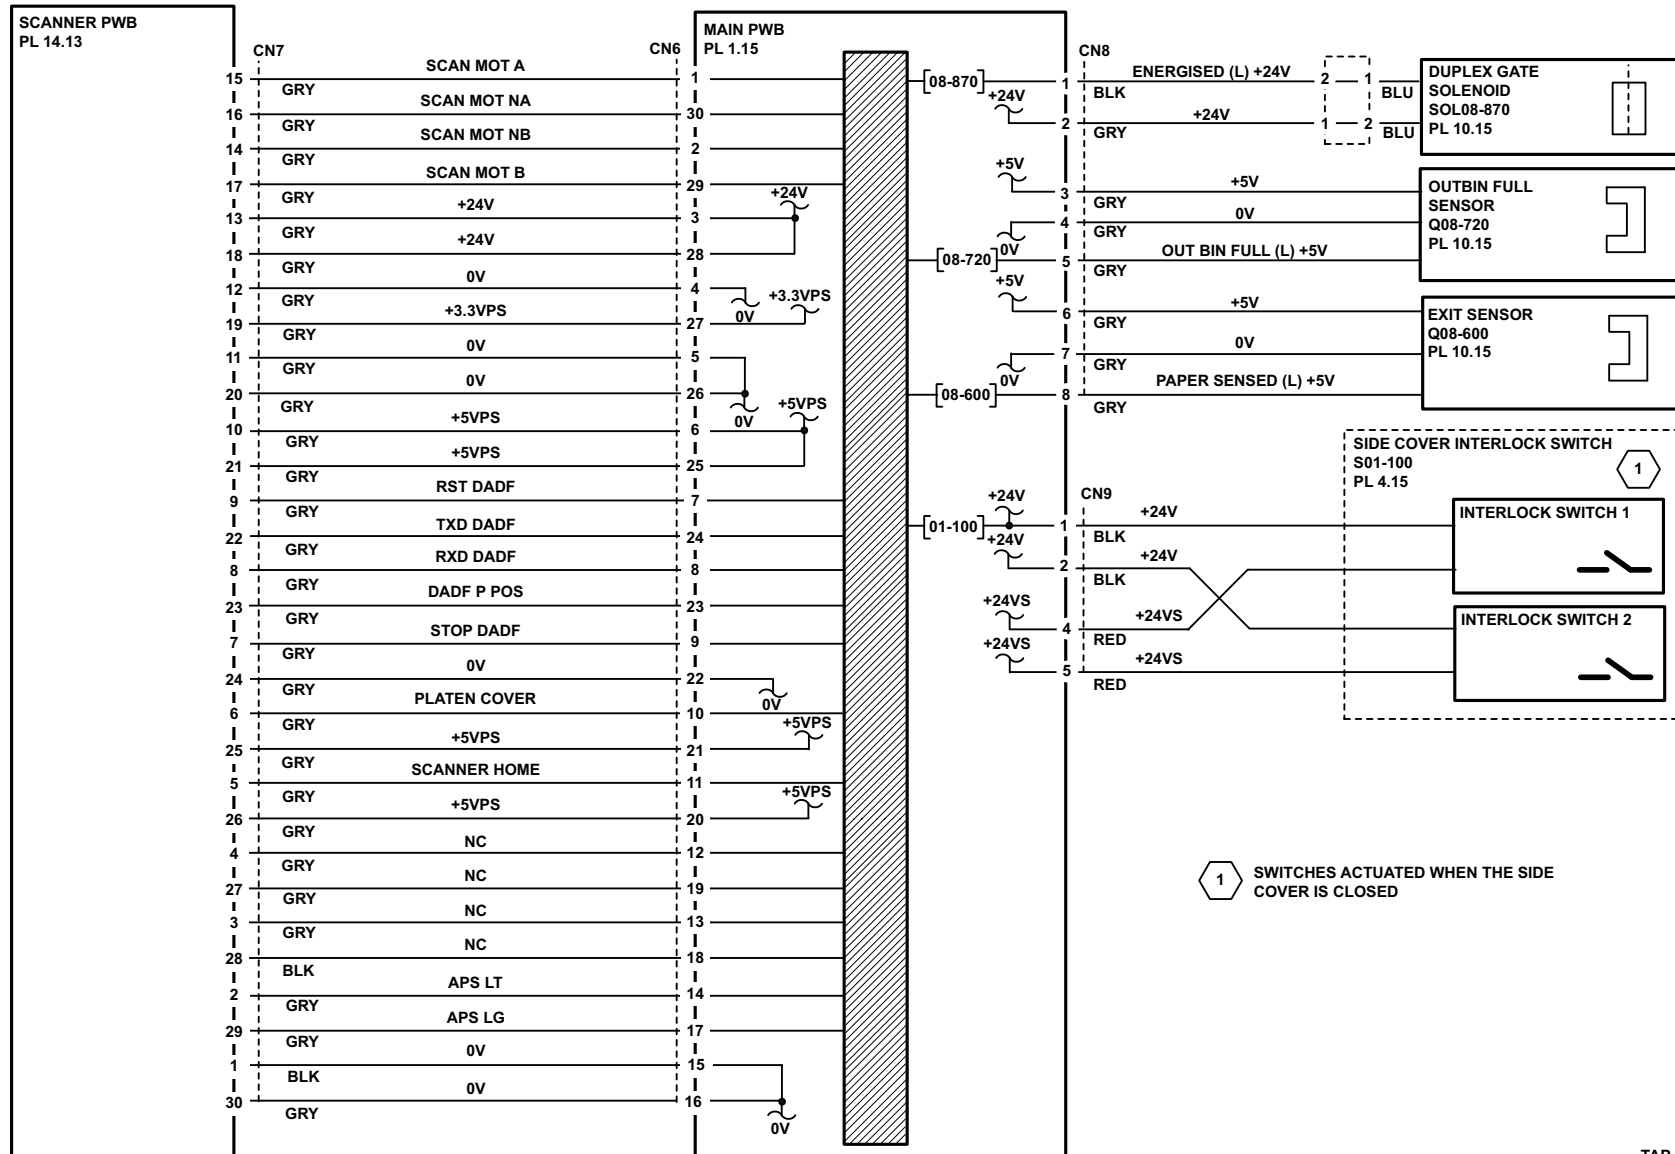 SCANNER PWB
PL 14.13
CN7
CN6
MAIN PWB
PL 1.15
15 GRY SCAN MOT A 1
16 GRY SCAN MOT NA 30
14 GRY SCAN MOT NB 2
17 GRY SCAN MOT B 29
13 GRY +24V 3
+24V
18 GRY +24V 28
12 GRY 0V 4
0V
19 GRY +3.3VPS 27
+3.3VPS
11 GRY 0V 5
20 GRY 0V 26
0V
10 GRY +5VPS 6
+5VPS
21 GRY +5VPS 25
9 GRY RST DADF 7
22 GRY TXD DADF 24
8 GRY RXD DADF 8
23 GRY DADF P POS 23
7 GRY STOP DADF 9
24 GRY 0V 22
0V
6 GRY PLATEN COVER 10
25 GRY +5VPS 21
+5VPS
5 GRY SCANNER HOME 11
26 GRY +5VPS 20
+5VPS
4 GRY NC 12
27 GRY NC 19
3 GRY NC 13
28 BLK NC 18
2 GRY APS LT 14
29 GRY APS LG 17
1 BLK 0V 15
30 GRY 0V 16
0V
CN8
08-870 1 BLK ENERGISED (L) +24V 2 1 BLU
+24V 2 GRY +24V 1 2 BLU
DUPLEX GATE
SOLENOID
SOL08-870
PL 10.15
+5V 3 GRY +5V
0V 4 GRY 0V
08-720 5 GRY OUT BIN FULL (L) +5V
OUTBIN FULL
SENSOR
Q08-720
PL 10.15
+5V 6 GRY +5V
0V 7 GRY 0V
08-600 8 GRY PAPER SENSED (L) +5V
EXIT SENSOR
Q08-600
PL 10.15
SIDE COVER INTERLOCK SWITCH
S01-100
PL 4.15
1
CN9
01-100 +24V 1 BLK +24V
+24V 2 BLK +24V
+24VS 4 RED +24VS
+24VS 5 RED +24VS
INTERLOCK SWITCH 1
INTERLOCK SWITCH 2
1 SWITCHES ACTUATED WHEN THE SIDE
COVER IS CLOSED